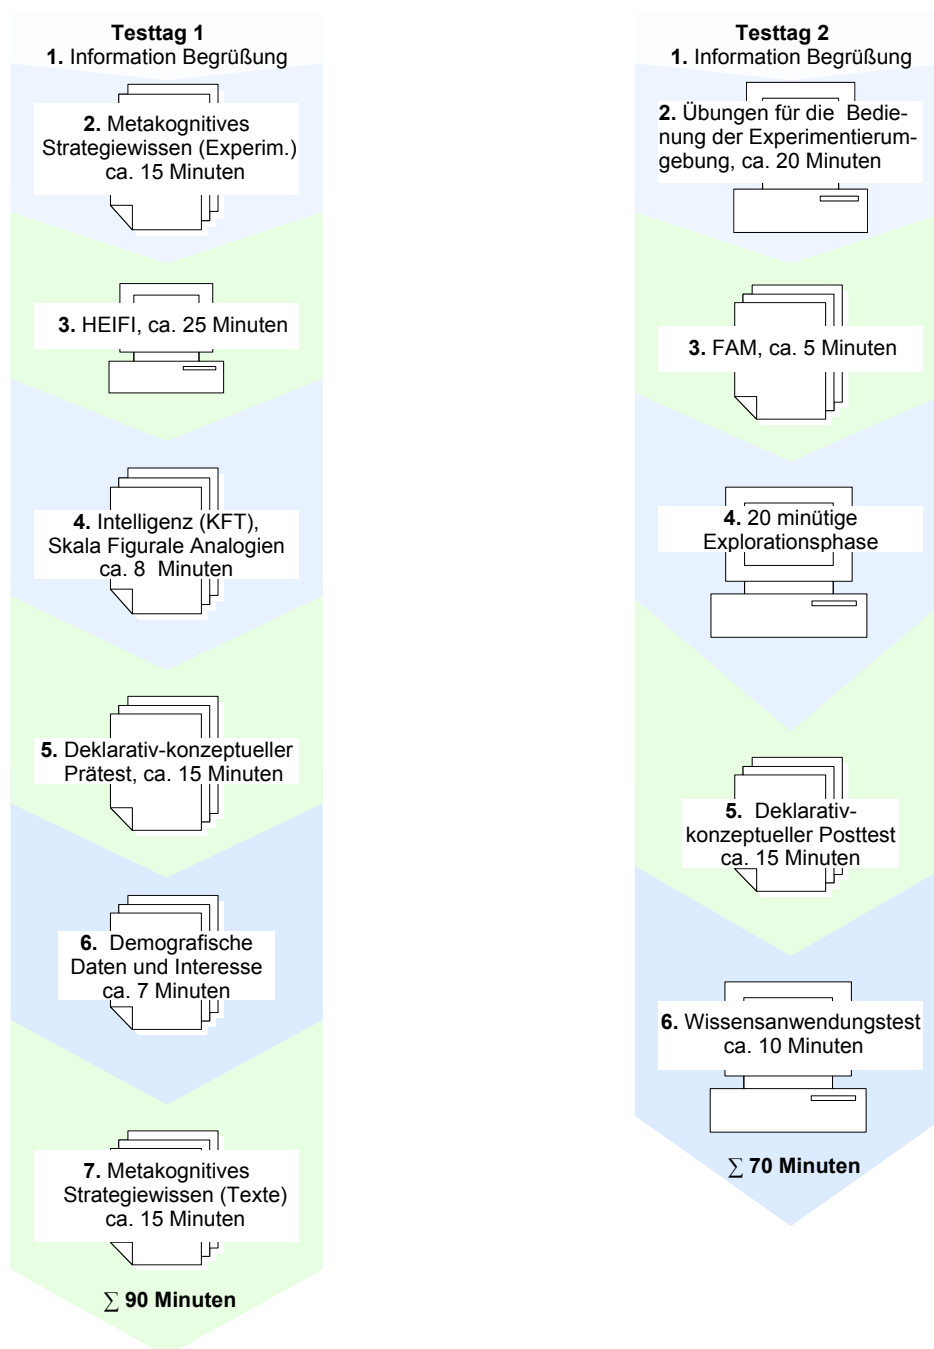 Testtag 1
1. Information Begrüßung
2. Metakognitives
Strategiewissen (Experim.)
ca. 15 Minuten
3. HEIFI, ca. 25 Minuten
4. Intelligenz (KFT),
Skala Figurale Analogien
ca. 8 Minuten
5. Deklarativ-konzeptueller
Prätest, ca. 15 Minuten
6. Demografische
Daten und Interesse
ca. 7 Minuten
7. Metakognitives
Strategiewissen (Texte)
ca. 15 Minuten
∑ 90 Minuten
Testtag 2
1. Information Begrüßung
2. Übungen für die Bedie-
nung der Experimentierum-
gebung, ca. 20 Minuten
3. FAM, ca. 5 Minuten
4. 20 minütige
Explorationsphase
5. Deklarativ-
konzeptueller Posttest
ca. 15 Minuten
6. Wissensanwendungstest
ca. 10 Minuten
∑ 70 Minuten